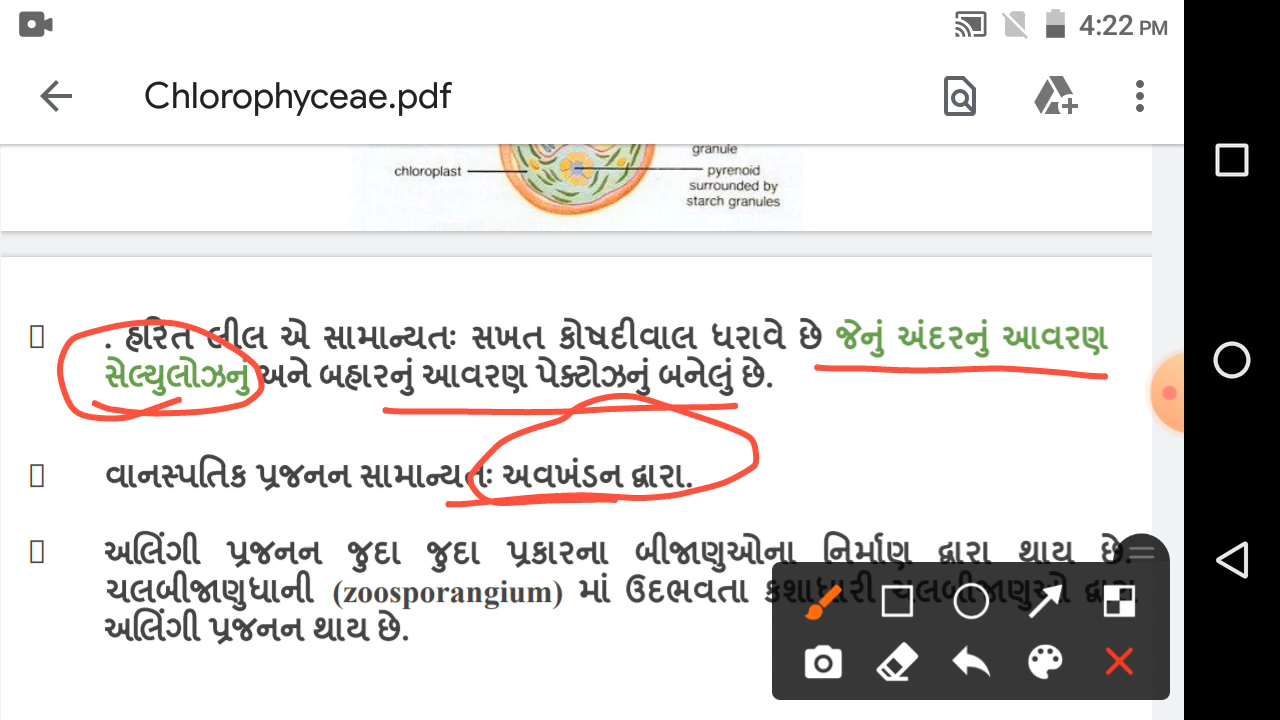 4:22 PM
Chlorophyceae.pdf
granule
chloroplast
pyrenoid
surrounded by
starch granules
. હરિત લીલ એ સામાન્યતઃ સખત કોષદીવાલ ધરાવે છે જેનું અંદરનું આવરણ
સેલ્યુલોઝનું અને બહારનું આવરણ પેક્ટોઝનું બનેલું છે.
વાનસ્પતિક પ્રજનન સામાન્યતઃ અવખંડન દ્વારા.
અલિંગી પ્રજનન જુદા જુદા પ્રકારના બીજાણુઓના નિર્માણ દ્વારા થાય છે.
ચલબીજાણુધાની (zoosporangium) માં ઉદભવતા કશાધારી ચલબીજાણુઓ દ્વારા
અલિંગી પ્રજનન થાય છે.